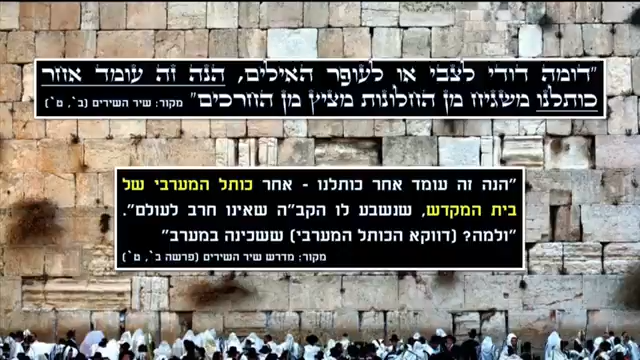 "דומה דודי לצבי או לעופר האילים, הנה זה עומד אחר
כותלנו משגיח מן החלונות מציץ מן החרכים"
מקור: שיר השירים (ב`, ט`)
"הנה זה עומד אחר כותלנו - אחר כותל המערבי של
בית המקדש, שנשבע לו הקב"ה שאינו חרב לעולם".
"ולמה? (דווקא הכותל המערבי) ששכינה במערב"
מקור: מדרש שיר השירים (פרשה ב`, ט`)